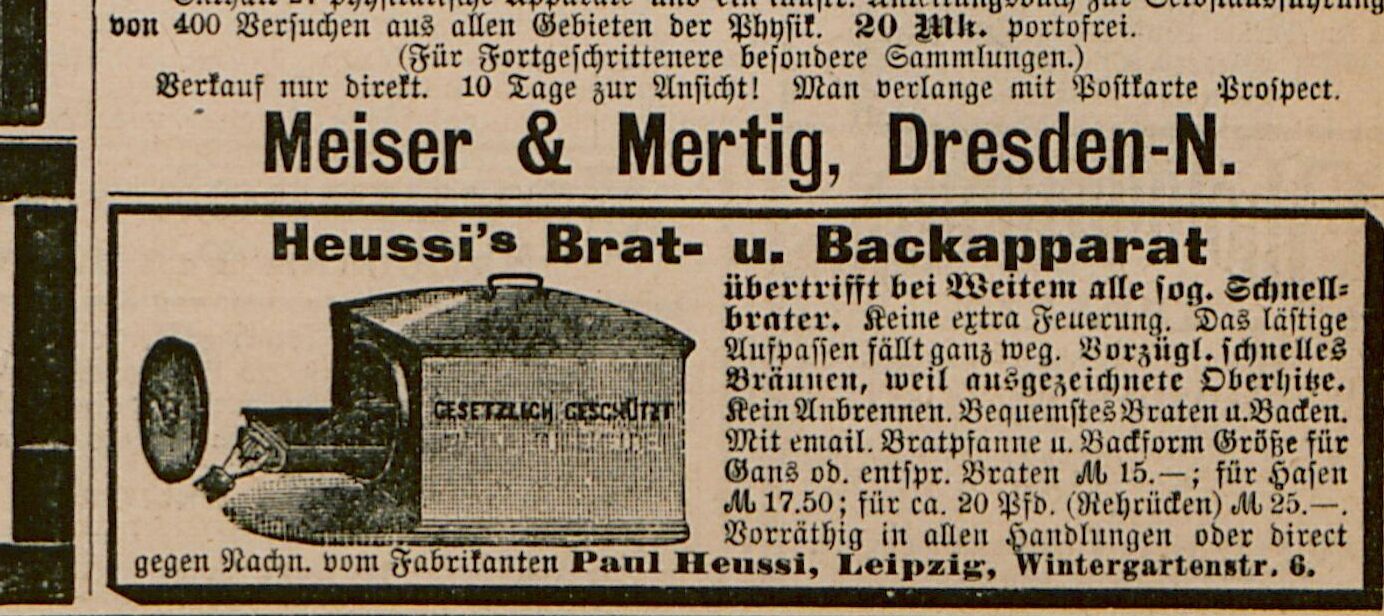 von 400 Versuchen aus allen Gebieten der Physik. 20 Mk. portofrei.
(Für Fortgeschrittenere besondere Sammlungen.)
Verkauf nur direkt. 10 Tage zur Ansicht! Man verlange mit Postkarte Prospect.
Meiser & Mertig, Dresden-N.
Heussi's Brat- u. Backapparat
GESETZLICH GESCHÜTZT
übertrifft bei Weitem alle sog. Schnell-
brater. Keine extra Feuerung. Das lästige
Aufpassen fällt ganz weg. Vorzügl. schnelles
Bräunen, weil ausgezeichnete Oberhitze.
Kein Anbrennen. Bequemstes Braten u. Backen.
Mit email. Bratpfanne u. Backform Größe für
Gans od. entspr. Braten M 15.—; für Hasen
M 17.50; für ca. 20 Pfd. (Rehrücken) M 25.—.
Vorräthig in allen Handlungen oder direct
gegen Nachn. vom Fabrikanten Paul Heussi, Leipzig, Wintergartenstr. 6.